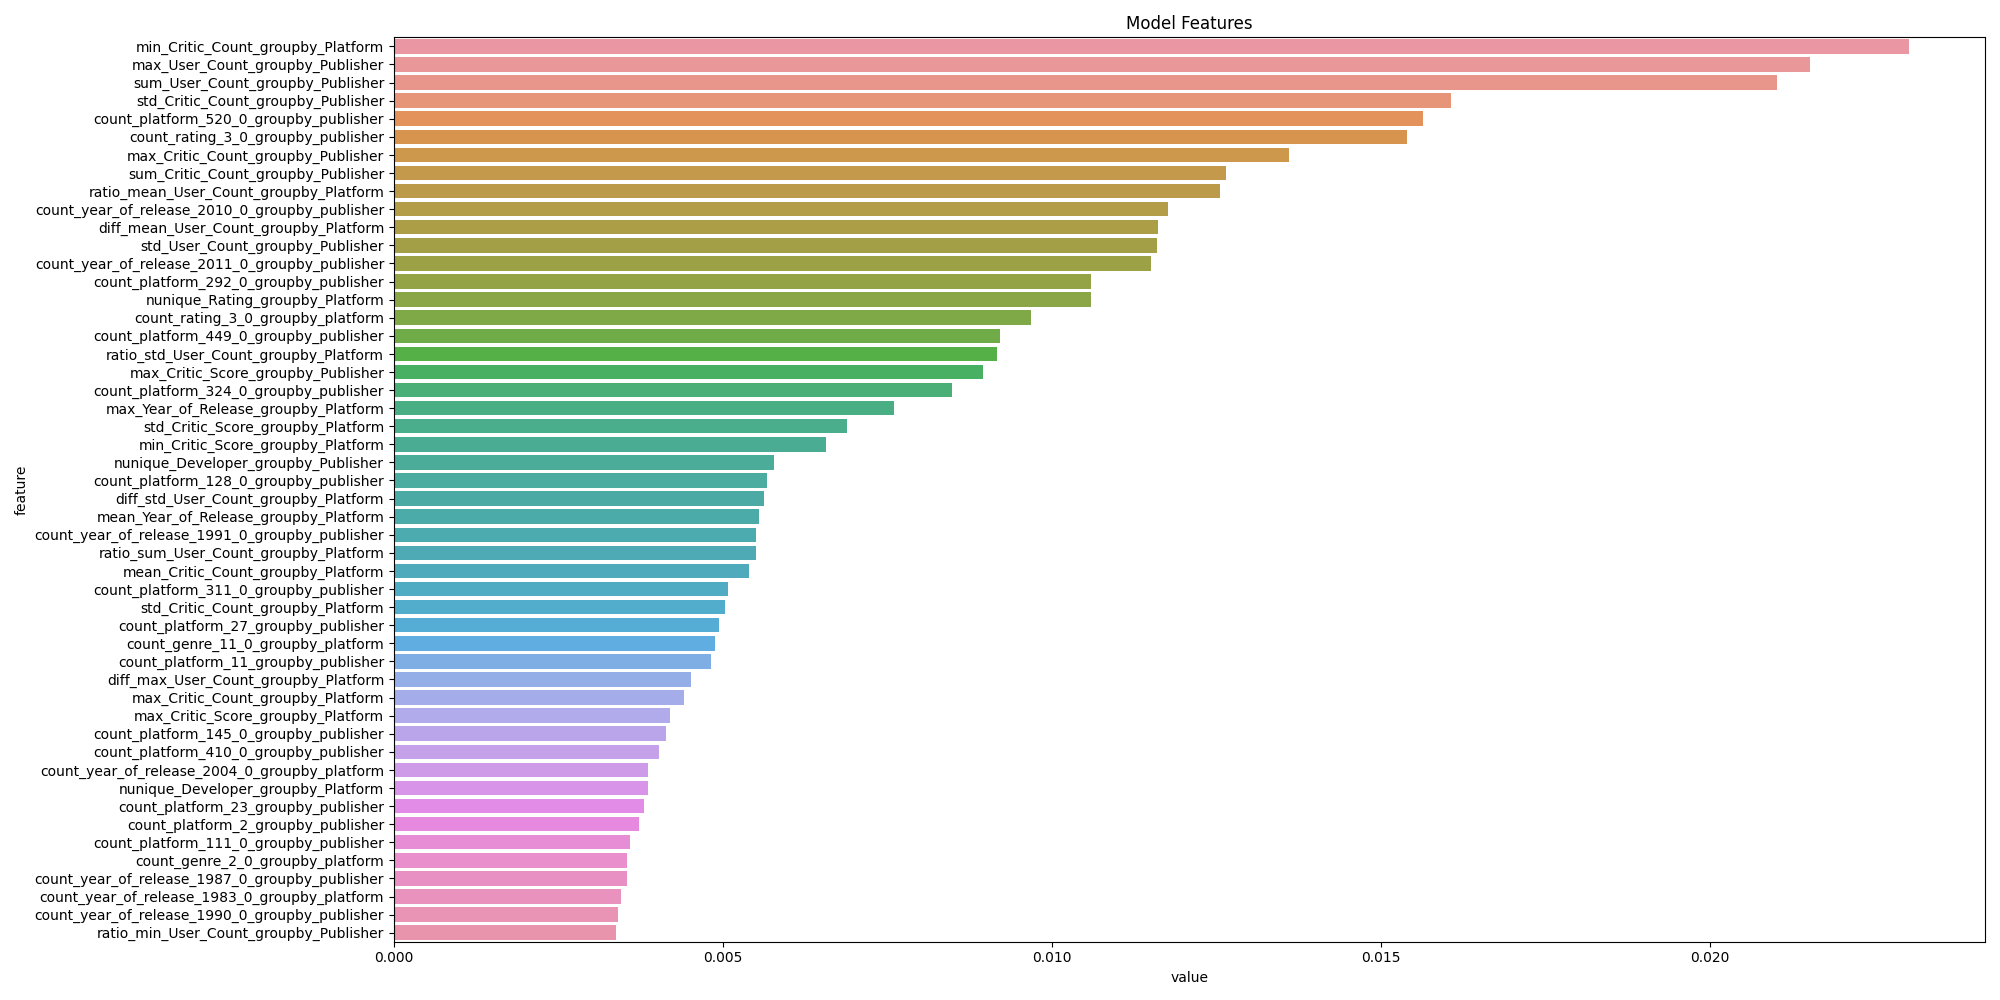 Model Features
min_Critic_Count_groupby_Platform
max_User_Count_groupby_Publisher
sum_User_Count_groupby_Publisher
std_Critic_Count_groupby_Publisher
count_platform_520_0_groupby_publisher
count_rating_3_0_groupby_publisher
max_Critic_Count_groupby_Publisher
sum_Critic_Count_groupby_Publisher
ratio_mean_User_Count_groupby_Platform
count_year_of_release_2010_0_groupby_publisher
diff_mean_User_Count_groupby_Platform
std_User_Count_groupby_Publisher
count_year_of_release_2011_0_groupby_publisher
count_platform_292_0_groupby_publisher
nunique_Rating_groupby_Platform
count_rating_3_0_groupby_platform
count_platform_449_0_groupby_publisher
ratio_std_User_Count_groupby_Platform
max_Critic_Score_groupby_Publisher
count_platform_324_0_groupby_publisher
max_Year_of_Release_groupby_Platform
std_Critic_Score_groupby_Platform
min_Critic_Score_groupby_Platform
nunique_Developer_groupby_Publisher
count_platform_128_0_groupby_publisher
diff_std_User_Count_groupby_Platform
mean_Year_of_Release_groupby_Platform
count_year_of_release_1991_0_groupby_publisher
ratio_sum_User_Count_groupby_Platform
mean_Critic_Count_groupby_Platform
count_platform_311_0_groupby_publisher
std_Critic_Count_groupby_Platform
count_platform_27_groupby_publisher
count_genre_11_0_groupby_platform
count_platform_11_groupby_publisher
diff_max_User_Count_groupby_Platform
max_Critic_Count_groupby_Platform
max_Critic_Score_groupby_Platform
count_platform_145_0_groupby_publisher
count_platform_410_0_groupby_publisher
count_year_of_release_2004_0_groupby_platform
nunique_Developer_groupby_Platform
count_platform_23_groupby_publisher
count_platform_2_groupby_publisher
count_platform_111_0_groupby_publisher
count_genre_2_0_groupby_platform
count_year_of_release_1987_0_groupby_publisher
count_year_of_release_1983_0_groupby_platform
count_year_of_release_1990_0_groupby_publisher
ratio_min_User_Count_groupby_Publisher
feature
0.000 0.005 0.010 0.015 0.020
value